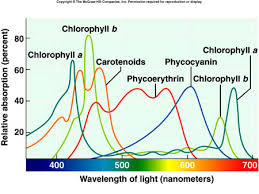 Copyright © The McGraw-Hill Companies, Inc. Permission required for reproduction or display.
Chlorophyll b
Chlorophyll a
Carotenoids
Phycocyanin
Chlorophyll a
Phycoerythrin
Chlorophyll b
Relative absorption (percent)
80
60
40
20
400
500
600
700
Wavelength of light (nanometers)